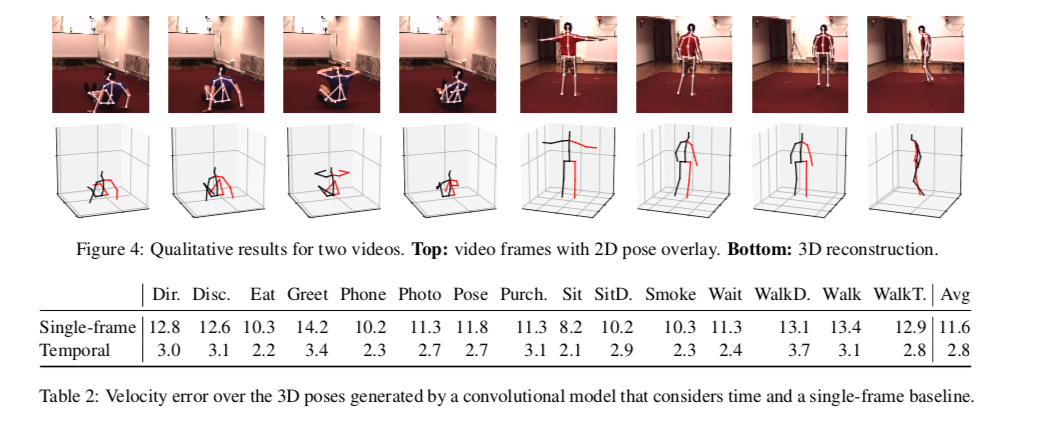 Figure 4: Qualitative results for two videos. Top: video frames with 2D pose overlay. Bottom: 3D reconstruction.
Dir. Disc. Eat Greet Phone Photo Pose Purch. Sit SitD. Smoke Wait WalkD. Walk WalkT. Avg
Single-frame 12.8 12.6 10.3 14.2 10.2 11.3 11.8 11.3 8.2 10.2 10.3 11.3 13.1 13.4 12.9 11.6
Temporal 3.0 3.1 2.2 3.4 2.3 2.7 2.7 3.1 2.1 2.9 2.3 2.4 3.7 3.1 2.8 2.8
Table 2: Velocity error over the 3D poses generated by a convolutional model that considers time and a single-frame baseline.